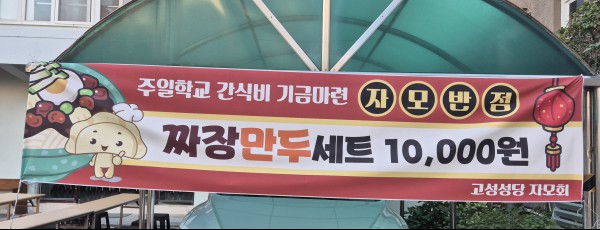 주일학교 간식비 기금마련 자모반점
짜장만두세트 10,000원
고성성당 자모회